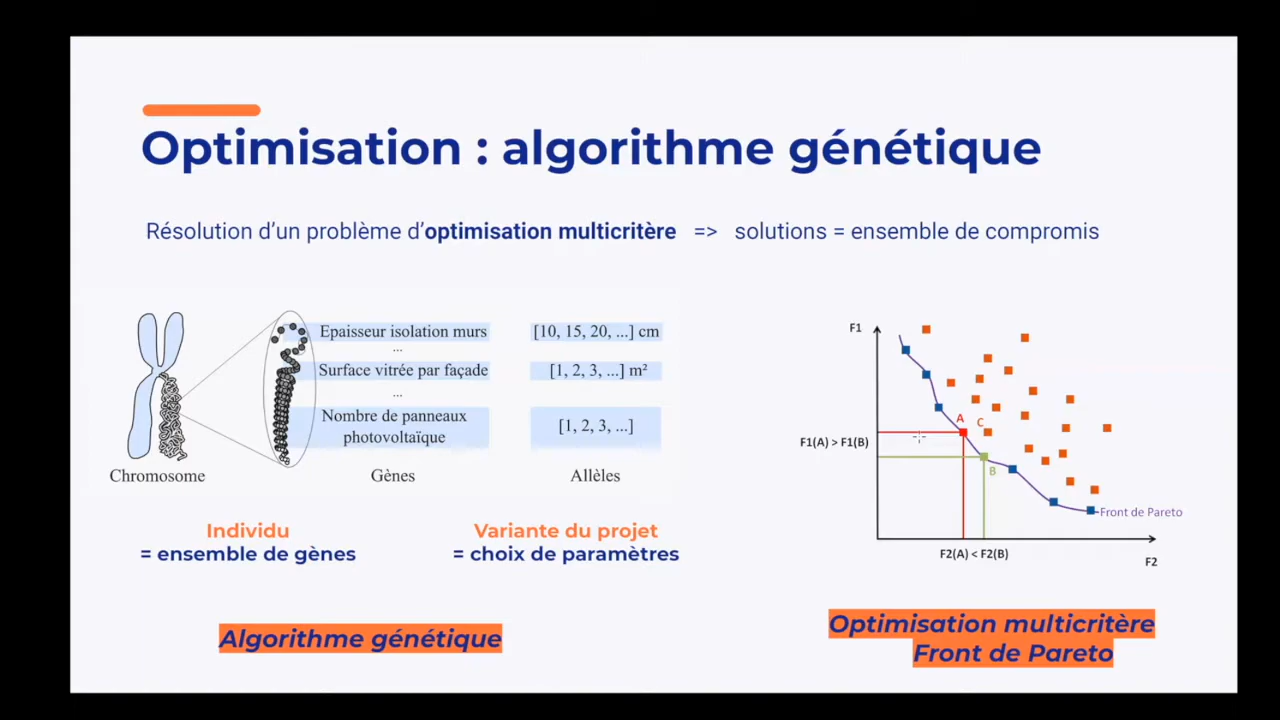 Optimisation : algorithme génétique
Résolution d'un problème d'optimisation multicritère => solutions = ensemble de compromis
Epaisseur isolation murs
[10, 15, 20, ...] cm
...
Surface vitrée par façade
[1, 2, 3, ...] m²
...
Nombre de panneaux
photovoltaïque
[1, 2, 3, ...]
Chromosome
Gènes
Allèles
Individu
= ensemble de gènes
Variante du projet
= choix de paramètres
Algorithme génétique
F1
A
C
F1(A) > F1(B)
B
Front de Pareto
F2(A) < F2(B)
F2
Optimisation multicritère
Front de Pareto